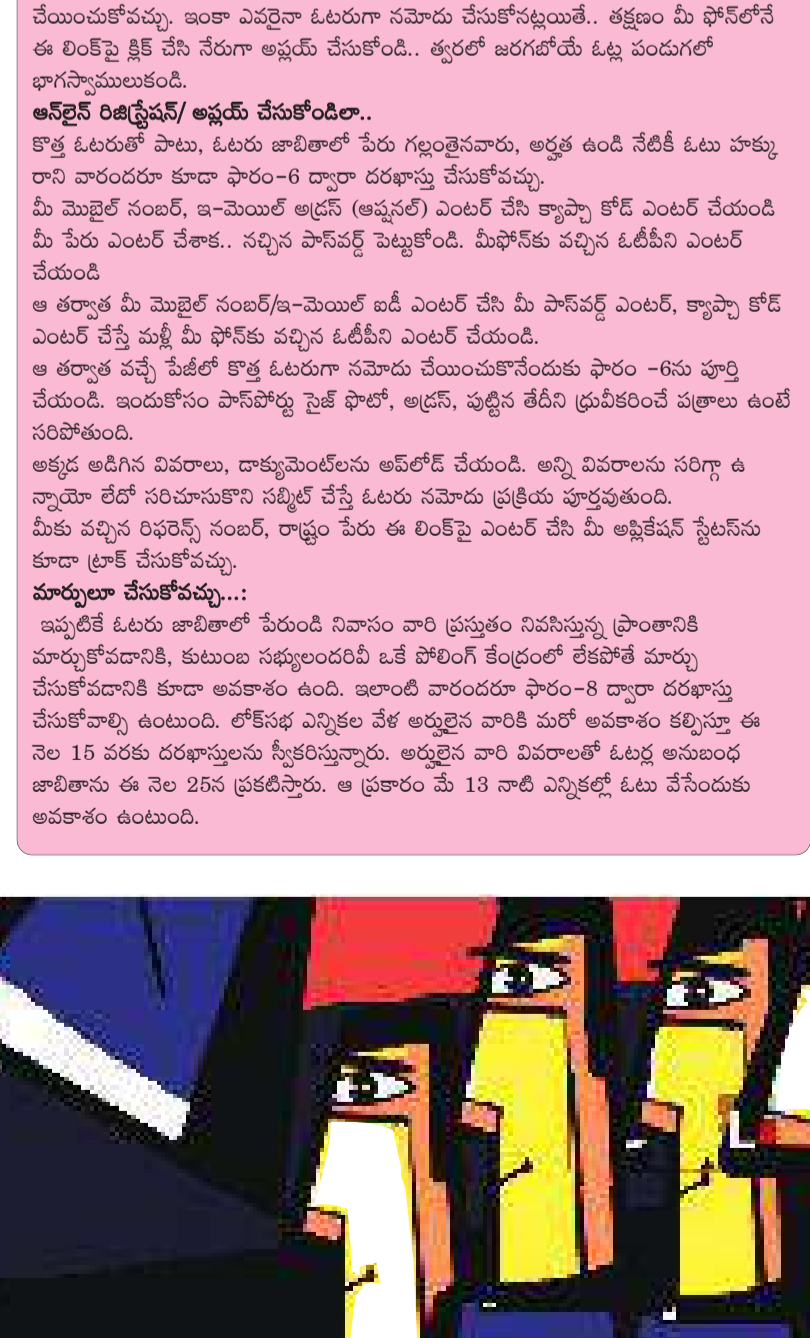 చేయించుకోవచ్చు. ఇంకా ఎవరైనా ఓటరుగా నమోదు చేసుకోనట్లయితే.. తక్షణం మీ ఫోన్‌లోనే
ఈ లింక్‌పై క్లిక్ చేసి నేరుగా అప్లయ్ చేసుకోండి.. త్వరలో జరగబోయే ఓట్ల పండుగలో
భాగస్వాములుకండి.
ఆన్‌లైన్ రిజిస్ట్రేషన్/ అప్లయ్ చేసుకోండిలా..
కొత్త ఓటరుతో పాటు, ఓటరు జాబితాలో పేరు గల్లంతైనవారు, అర్హత ఉండి నేటికీ ఓటు హక్కు
రాని వారందరూ కూడా ఫారం-6 ద్వారా దరఖాస్తు చేసుకోవచ్చు.
మీ మొబైల్ నంబర్, ఇ-మెయిల్ అడ్రస్ (ఆప్షనల్) ఎంటర్ చేసి క్యాప్చా కోడ్ ఎంటర్ చేయండి
మీ పేరు ఎంటర్ చేశాక.. నచ్చిన పాస్‌వర్డ్ పెట్టుకోండి. మీఫోన్‌కు వచ్చిన ఓటీపీని ఎంటర్
చేయండి
ఆ తర్వాత మీ మొబైల్ నంబర్/ఇ-మెయిల్ ఐడీ ఎంటర్ చేసి మీ పాస్‌వర్డ్ ఎంటర్, క్యాప్చా కోడ్
ఎంటర్ చేస్తే మళ్లీ మీ ఫోన్‌కు వచ్చిన ఓటీపీని ఎంటర్ చేయండి.
ఆ తర్వాత వచ్చే పేజీలో కొత్త ఓటరుగా నమోదు చేయించుకొనేందుకు ఫారం -6ను పూర్తి
చేయండి. ఇందుకోసం పాస్‌పోర్టు సైజ్ ఫొటో, అడ్రస్, పుట్టిన తేదీని ధ్రువీకరించే పత్రాలు ఉంటే
సరిపోతుంది.
అక్కడ అడిగిన వివరాలు, డాక్యుమెంట్‌లను అప్‌లోడ్ చేయండి. అన్ని వివరాలను సరిగ్గా ఉ
న్నాయో లేదో సరిచూసుకొని సబ్మిట్ చేస్తే ఓటరు నమోదు ప్రక్రియ పూర్తవుతుంది.
మీకు వచ్చిన రిఫరెన్స్ నంబర్, రాష్ట్రం పేరు ఈ లింక్‌పై ఎంటర్ చేసి మీ అప్లికేషన్ స్టేటస్‌ను
కూడా ట్రాక్ చేసుకోవచ్చు.
మార్పులూ చేసుకోవచ్చు...:
ఇప్పటికే ఓటరు జాబితాలో పేరుండి నివాసం వారి ప్రస్తుతం నివసిస్తున్న ప్రాంతానికి
మార్చుకోవడానికి, కుటుంబ సభ్యులందరివీ ఒకే పోలింగ్ కేంద్రంలో లేకపోతే మార్పు
చేసుకోవడానికి కూడా అవకాశం ఉంది. ఇలాంటి వారందరూ ఫారం-8 ద్వారా దరఖాస్తు
చేసుకోవాల్సి ఉంటుంది. లోక్‌సభ ఎన్నికల వేళ అర్హులైన వారికి మరో అవకాశం కల్పిస్తూ ఈ
నెల 15 వరకు దరఖాస్తులను స్వీకరిస్తున్నారు. అర్హులైన వారి వివరాలతో ఓటర్ల అనుబంధ
జాబితాను ఈ నెల 25న ప్రకటిస్తారు. ఆ ప్రకారం మే 13 నాటి ఎన్నికల్లో ఓటు వేసేందుకు
అవకాశం ఉంటుంది.